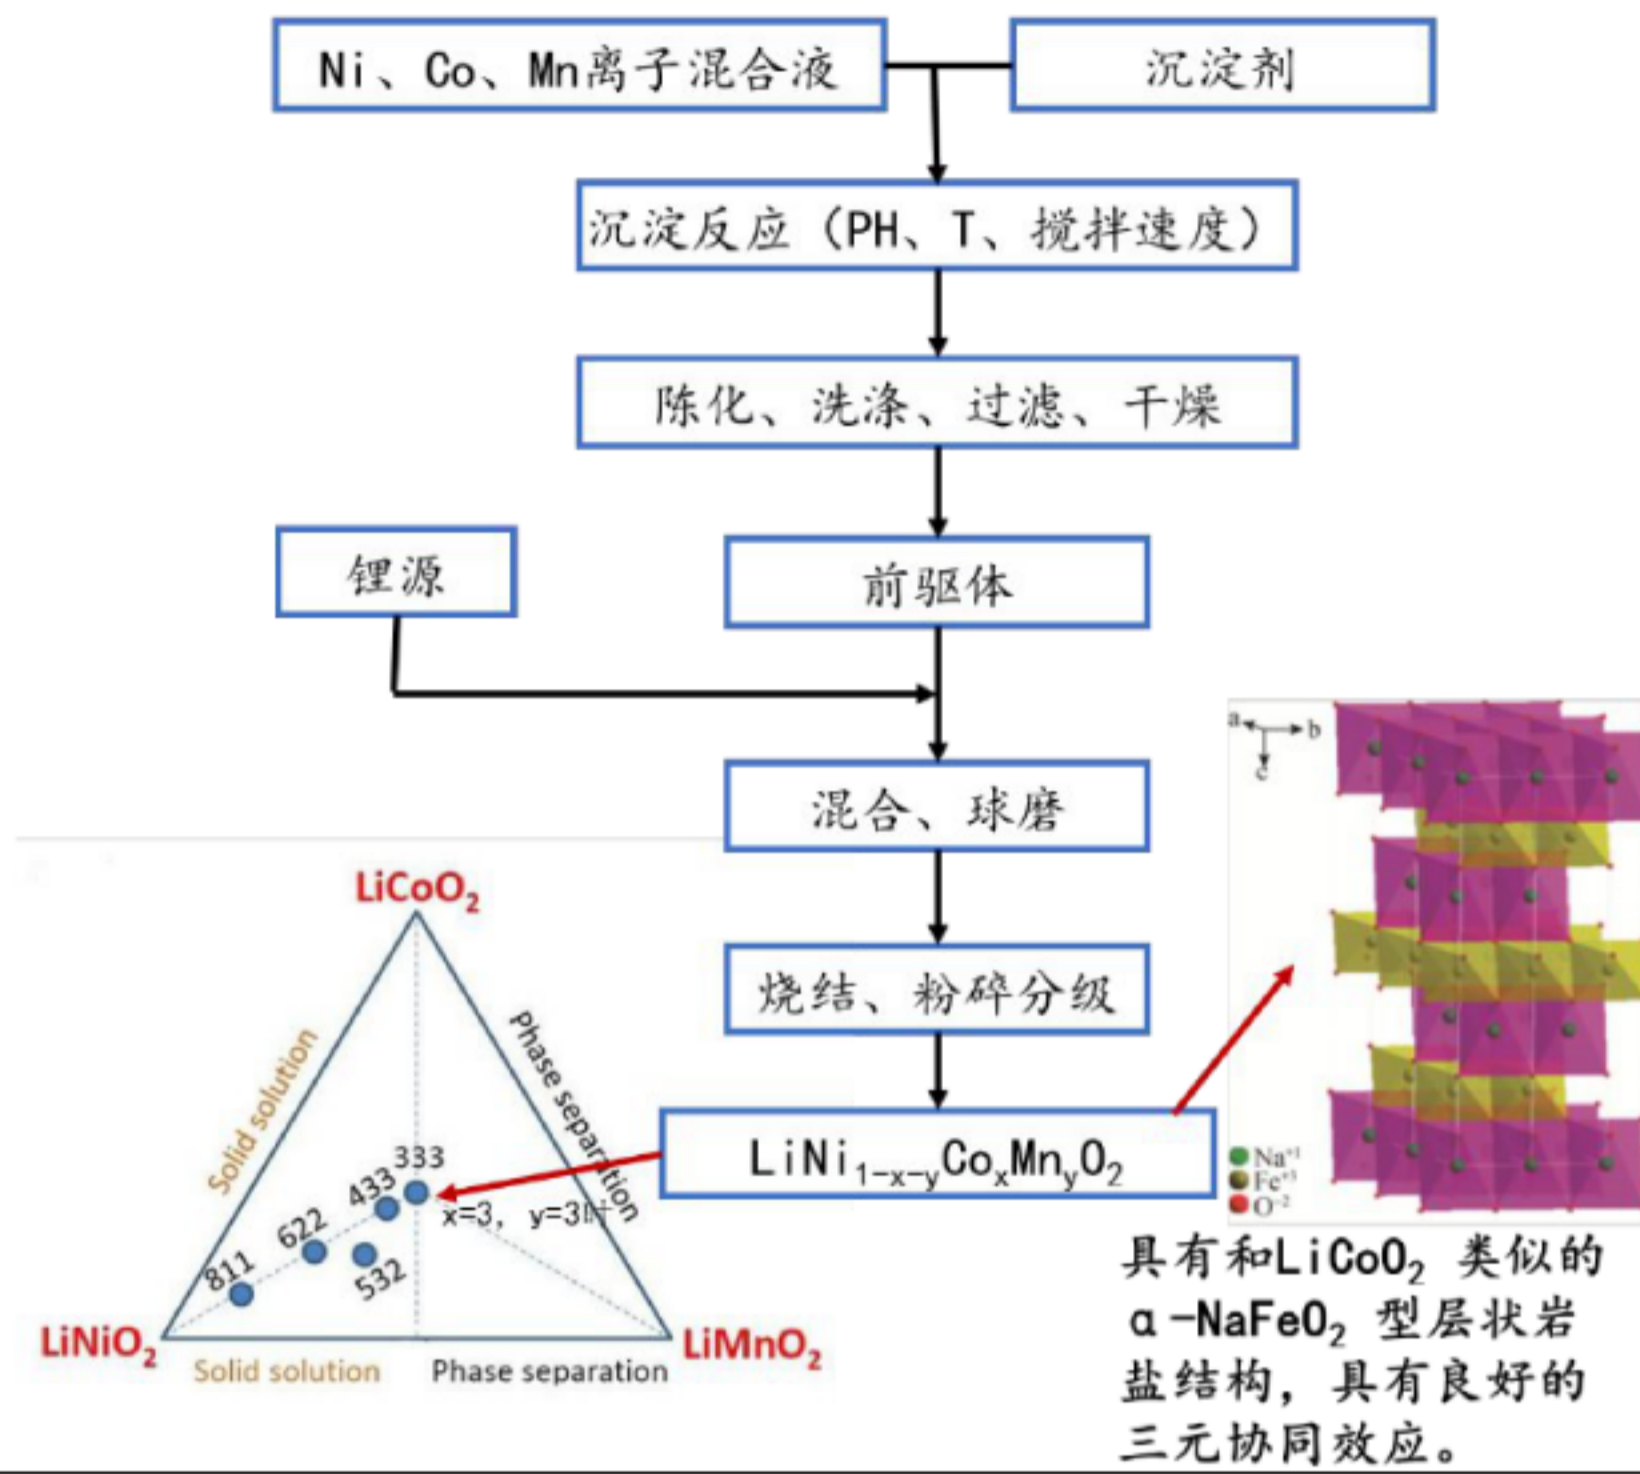 Ni、Co、Mn离子混合液
沉淀剂
沉淀反应（PH、T、搅拌速度）
陈化、洗涤、过滤、干燥
锂源
前驱体
混合、球磨
烧结、粉碎分级
LiNi₁₋ₓ₋ᵧCoₓMnᵧO₂
LiCoO₂
Solid solution
Phase separation
333
433
x=3， y=3时
622
532
811
LiNiO₂
LiMnO₂
Solid solution
Phase separation
a
b
c
Na⁺¹
Fe⁺³
O⁻²
具有和LiCoO₂ 类似的
α-NaFeO₂ 型层状岩
盐结构，具有良好的
三元协同效应。